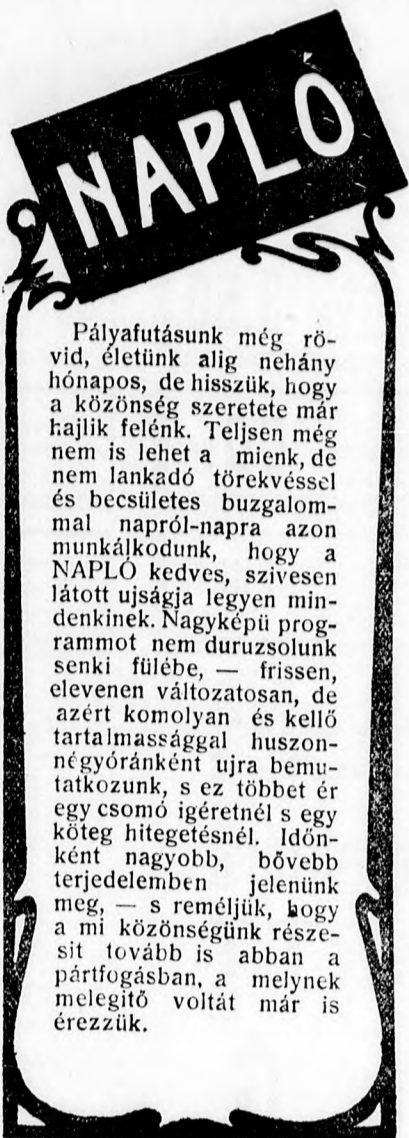 NAPLÓ
Pályafutásunk még rö-
vid, életünk alig nehány
hónapos, de hisszük, hogy
a közönség szeretete már
hajlik felénk. Teljsen még
nem is lehet a mienk, de
nem lankadó törekvéssel
és becsületes buzgalom-
mal napról-napra azon
munkálkodunk, hogy a
NAPLÓ kedves, szivesen
látott ujságja legyen min-
denkinek. Nagyképü prog-
rammot nem duruzsolunk
senki fülébe, — frissen,
elevenen változatosan, de
azért komolyan és kellő
tartalmassággal huszon-
négyóránként ujra bemu-
tatkozunk, s ez többet ér
egy csomó igéretnél s egy
köteg hitegetésnél. Időn-
ként nagyobb, bővebb
terjedelemben jelenünk
meg, — s reméljük, hogy
a mi közönségünk része-
sit tovább is abban a
pártfogásban, a melynek
melegitő voltát már is
érezzük.